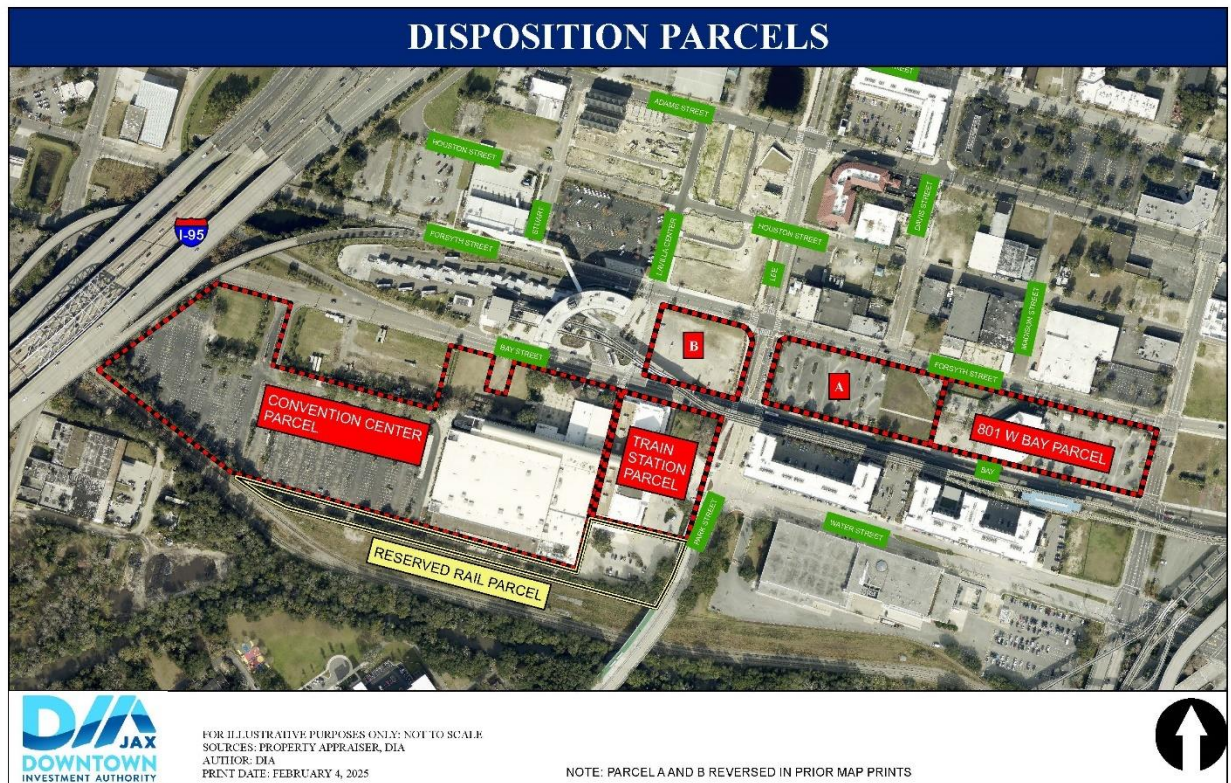 DISPOSITION PARCELS
STREET
ADAMS STREET
HOUSTON STREET
DAVIS STREET
STUART
I-95
FORSYTH STREET
LAVILLA CENTER
HOUSTON STREET
LEE
MADISON STREET
B
BAY STREET
FORSYTH STREET
A
CONVENTION CENTER
PARCEL
TRAIN
STATION
PARCEL
801 W BAY PARCEL
BAY
PARK STREET
WATER STREET
RESERVED RAIL PARCEL
DIA
JAX
DOWNTOWN
INVESTMENT AUTHORITY
FOR ILLUSTRATIVE PURPOSES ONLY: NOT TO SCALE
SOURCES: PROPERTY APPRAISER, DIA
AUTHOR: DIA
PRINT DATE: FEBRUARY 4, 2025
NOTE: PARCEL A AND B REVERSED IN PRIOR MAP PRINTS